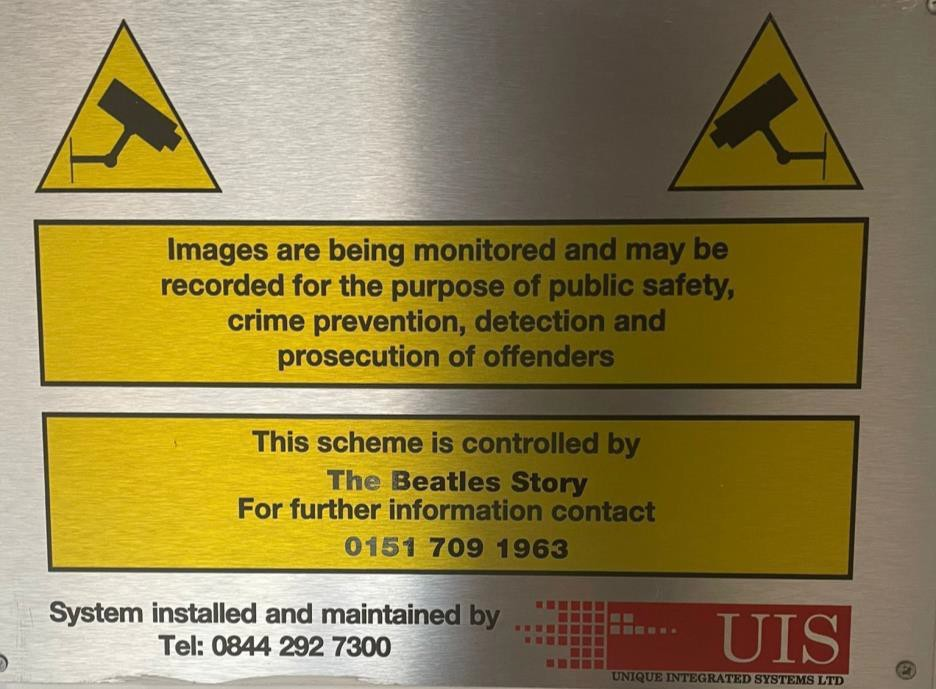 Images are being monitored and may be
recorded for the purpose of public safety,
crime prevention, detection and
prosecution of offenders
This scheme is controlled by
The Beatles Story
For further information contact
0151 709 1963
System installed and maintained by
Tel: 0844 292 7300
UIS
UNIQUE INTEGRATED SYSTEMS LTD